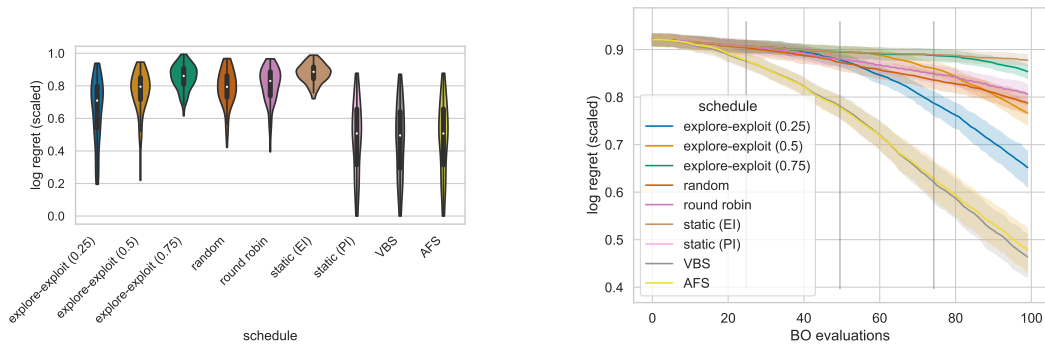 log regret (scaled)
1.0
0.8
0.6
0.4
0.2
0.0
explore-exploit (0.25)
explore-exploit (0.5)
explore-exploit (0.75)
random
round robin
static (EI)
static (PI)
VBS
AFS
schedule
log regret (scaled)
0.9
0.8
0.7
0.6
0.5
0.4
schedule
explore-exploit (0.25)
explore-exploit (0.5)
explore-exploit (0.75)
random
round robin
static (EI)
static (PI)
VBS
AFS
0
20
40
60
80
100
BO evaluations